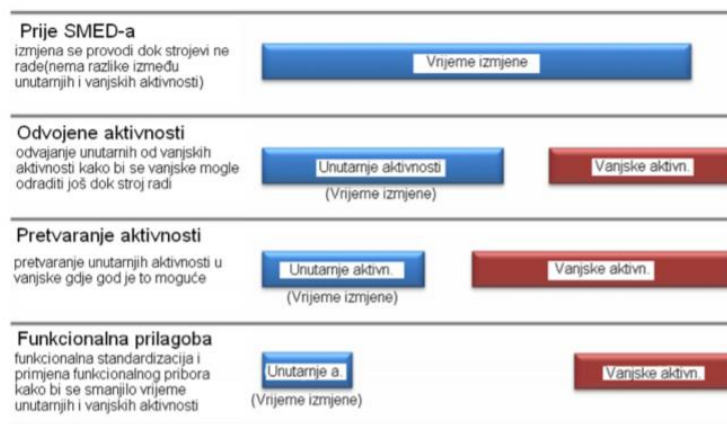 Prije SMED-a
izmjena se provodi dok strojevi ne
rade(nema razlike između
unutarnjih i vanjskih aktivnosti)
Vrijeme izmjene
Odvojene aktivnosti
odvajanje unutarnih od vanjskih
aktivnosti kako bi se vanjske mogle
odraditi još dok stroj radi
Unutarnje aktivnosti
(Vrijeme izmjene)
Vanjske aktivn.
Pretvaranje aktivnosti
pretvaranje unutarnjih aktivnosti u
vanjske gdje god je to moguće
Unutarnje aktivn.
(Vrijeme izmjene)
Vanjske aktivn.
Funkcionalna prilagoba
funkcionalna standardizacija i
primjena funkcionalnog pribora
kako bi se smanjilo vrijeme
unutarnjih i vanjskih aktivnosti
Unutarnje a.
(Vrijeme izmjene)
Vanjske aktivn..